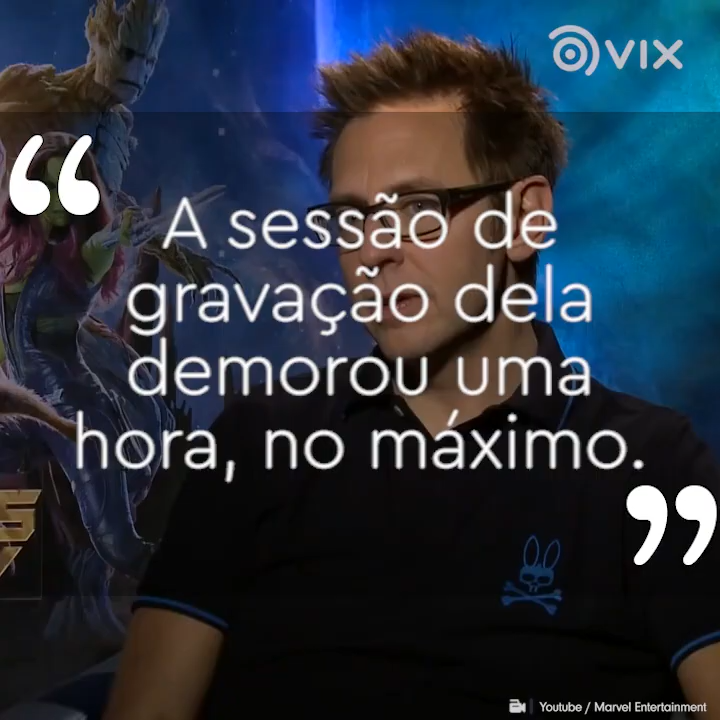 VIX
“
A sessão de
gravação dela
demorou uma
hora, no máximo.
”
Youtube / Marvel Entertainment